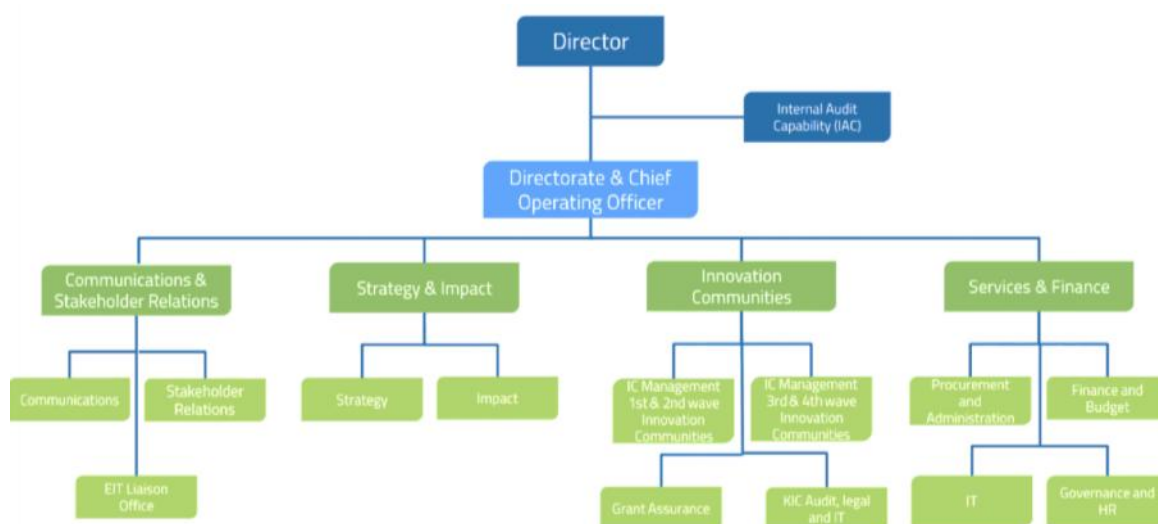 Director
Internal Audit
Capability (IAC)
Directorate & Chief
Operating Officer
Communications &
Stakeholder Relations
Strategy & Impact
Innovation
Communities
Services & Finance
Communications
Stakeholder
Relations
Strategy
Impact
IC Management
1st & 2nd wave
Innovation
Communities
IC Management
3rd & 4th wave
Innovation
Communities
Procurement
and
Administration
Finance and
Budget
EIT Liaison
Office
Grant Assurance
KIC Audit, legal
and IT
IT
Governance and
HR